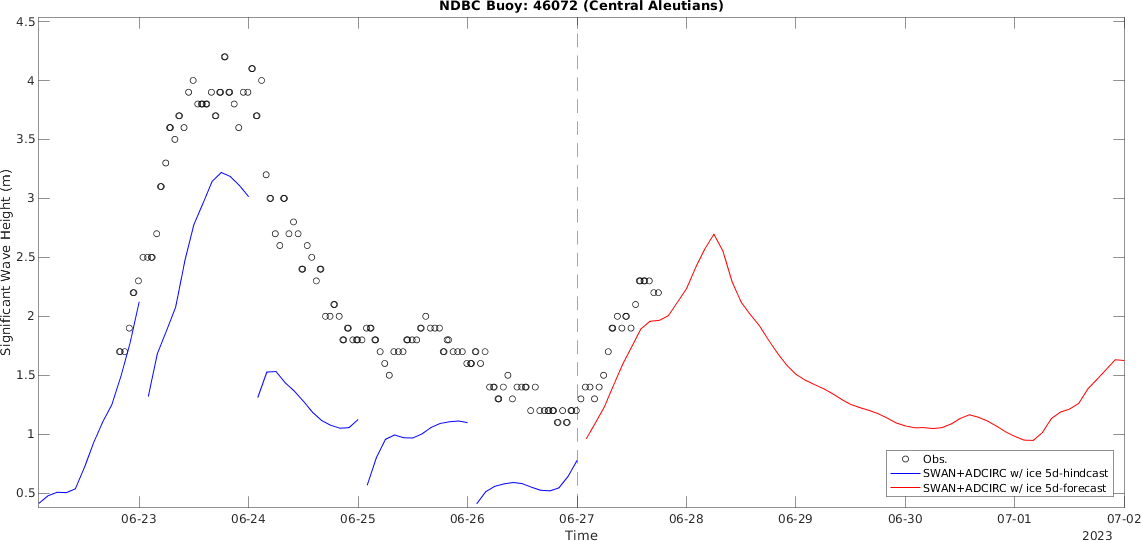 NDBC Buoy: 46072 (Central Aleutians)
4.5
4
3.5
3
2.5
2
1.5
1
0.5
Significant Wave Height (m)
Obs.
SWAN+ADCIRC w/ ice 5d-hindcast
SWAN+ADCIRC w/ ice 5d-forecast
06-23 06-24 06-25 06-26 06-27 06-28 06-29 06-30 07-01 07-02
Time 2023